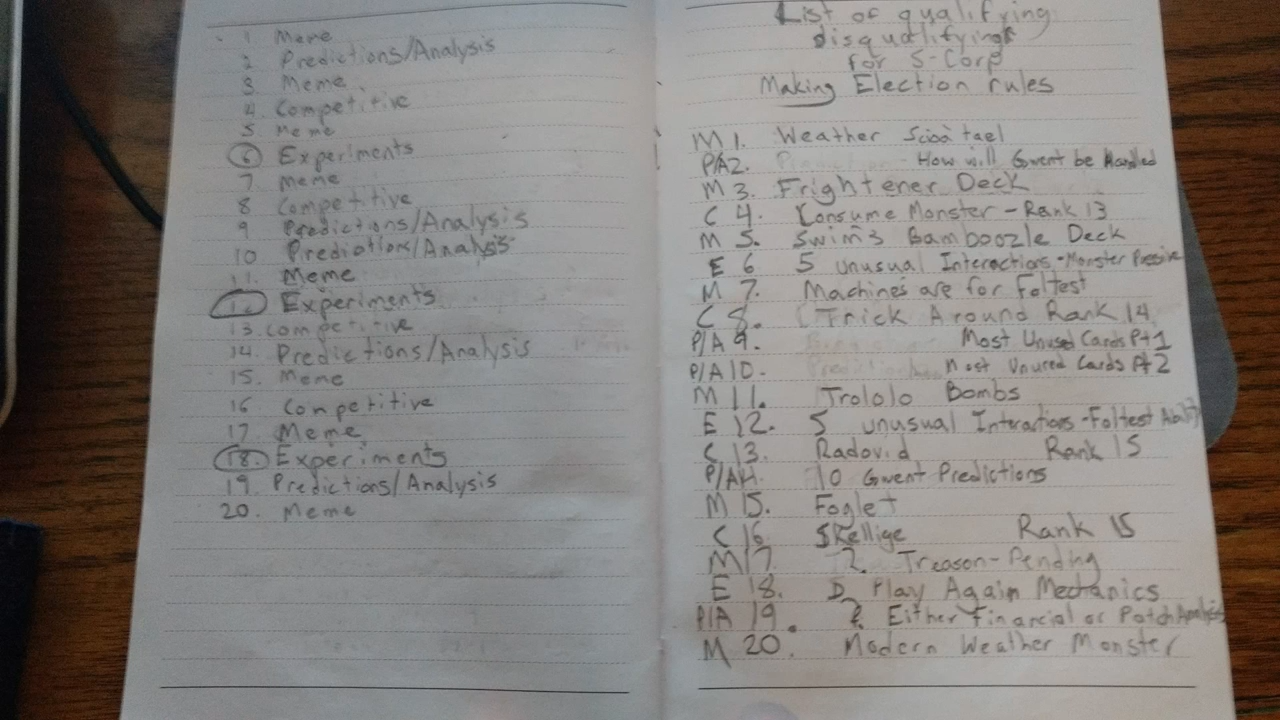 1 Meme
2 Predictions/Analysis
3 Meme
4 Competitive
5 Meme
6 Experiments
7 Meme
8 Competitive
9 Predictions/Analysis
10 Predictions/Analysis
11. Meme
12 Experiments
13. Competitive
14. Predictions/Analysis
15. Meme
16 Competitive
17. Meme
18. Experiments
19 Predictions/Analysis
20. Meme
List of qualifying
disqualifying
for S-Corp
Making Election rules
M 1. Weather
P/A 2. - How will Gwent be Handled
M 3. Frightener Deck
C 4. Consume Monster - Rank 13
M 5. Swim's Bamboozle Deck
E 6 5 Unusual Interactions - Monster Passive
M 7. Machines are for Foltest
C 8. Trick Around Rank 14
P/A 9. Most Unused Cards Pt 1
P/A 10. Most Unused Cards Pt 2
M 11. Trololo Bombs
E 12. 5 Unusual Interactions - Foltest Ability
C 13. Radovid Rank 15
P/A 14. 10 Gwent Predictions
M 15. Foglet
C 16 Skellige Rank 15
M 17 2. Treason - Pending
E 18. Play Again Mechanics
P/A 19. Either Financial or Patch Analysis
M 20. Modern Weather Monster